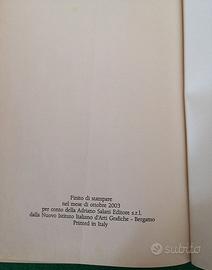 Finito di stampare
nel mese di ottobre 2003
per conto della Adriano Salani Editore s.r.l.
dalla Nuovo Istituto Italiano d'Arti Grafiche - Bergamo
Printed in Italy
subito